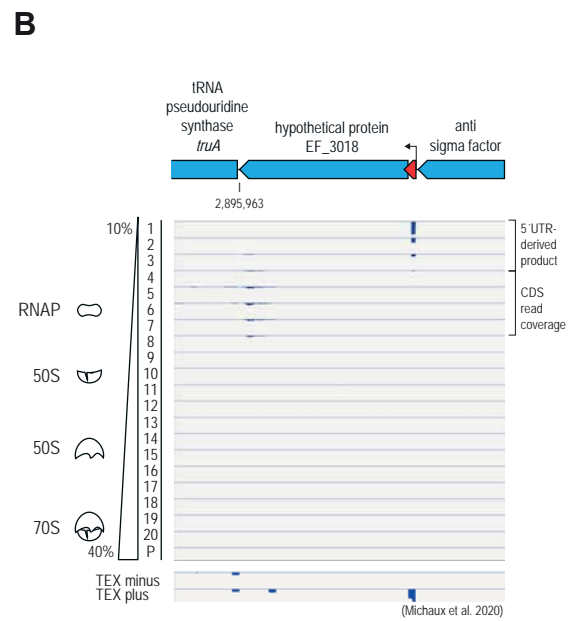 B
tRNA
pseudouridine
synthase
truA
hypothetical protein
EF_3018
anti
sigma factor
2,895,963
10%
1
2
3
4
5
6
7
8
9
10
11
12
13
14
15
16
17
18
19
20
P
40%
RNAP
50S
50S
70S
5´UTR-
derived
product
CDS
read
coverage
TEX minus
TEX plus
(Michaux et al. 2020)